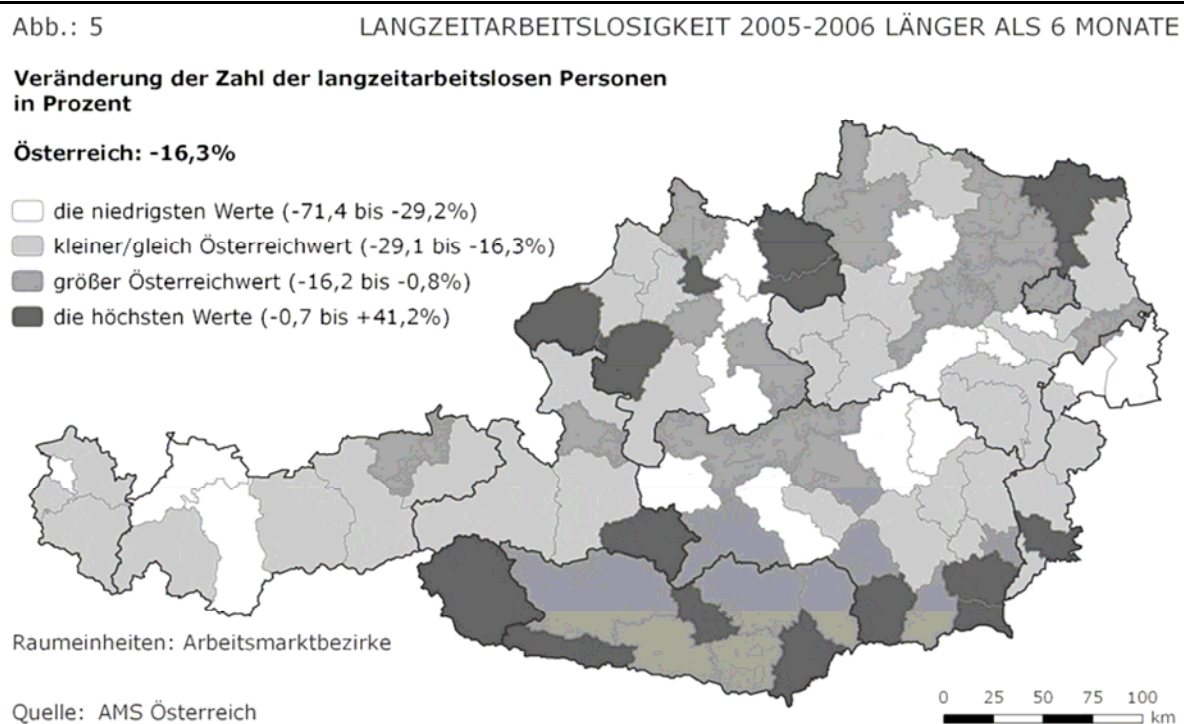 Abb.: 5 LANGZEITARBEITSLOSIGKEIT 2005-2006 LÄNGER ALS 6 MONATE
Veränderung der Zahl der langzeitarbeitslosen Personen
in Prozent
Österreich: -16,3%
die niedrigsten Werte (-71,4 bis -29,2%)
kleiner/gleich Österreichwert (-29,1 bis -16,3%)
größer Österreichwert (-16,2 bis -0,8%)
die höchsten Werte (-0,7 bis +41,2%)
Raumeinheiten: Arbeitsmarktbezirke
Quelle: AMS Österreich
0 25 50 75 100
km